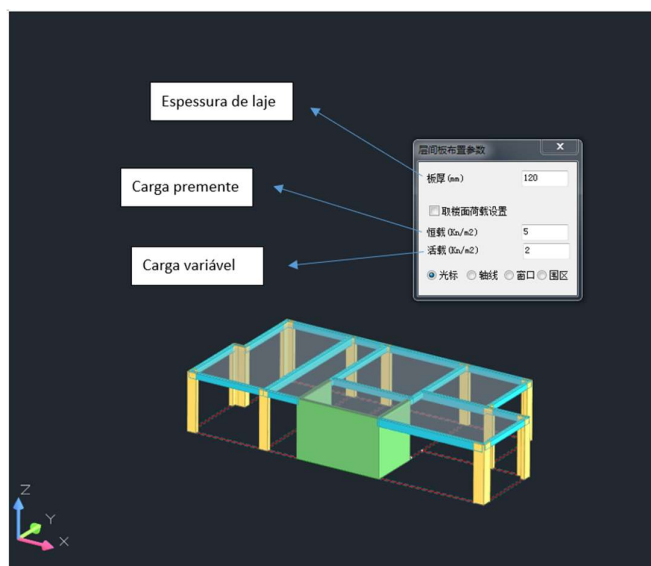 Espessura de laje
层间板布置参数
X
板厚(mm)
120
Carga premente
取楼面荷载设置
恒载(Kn/m2)
5
活载(Kn/m2)
2
Carga variável
光标 轴线 窗口 围区
Z
Y
X